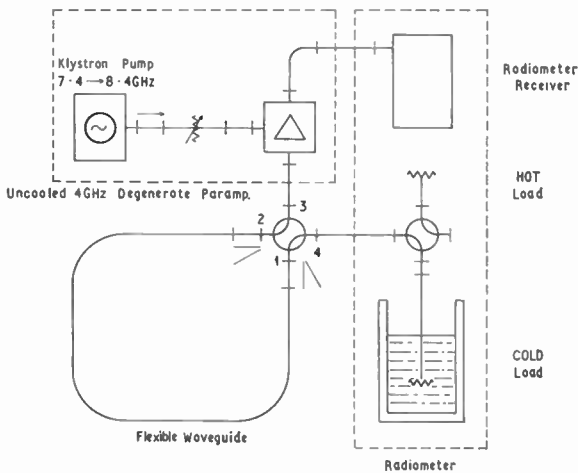 Klystron Pump
7·4→8·4GHz
Radiometer
Receiver
HOT
Load
Uncooled 4GHz Degenerate Paramp.
3
2
4
1
COLD
Load
Flexible Waveguide
Radiometer